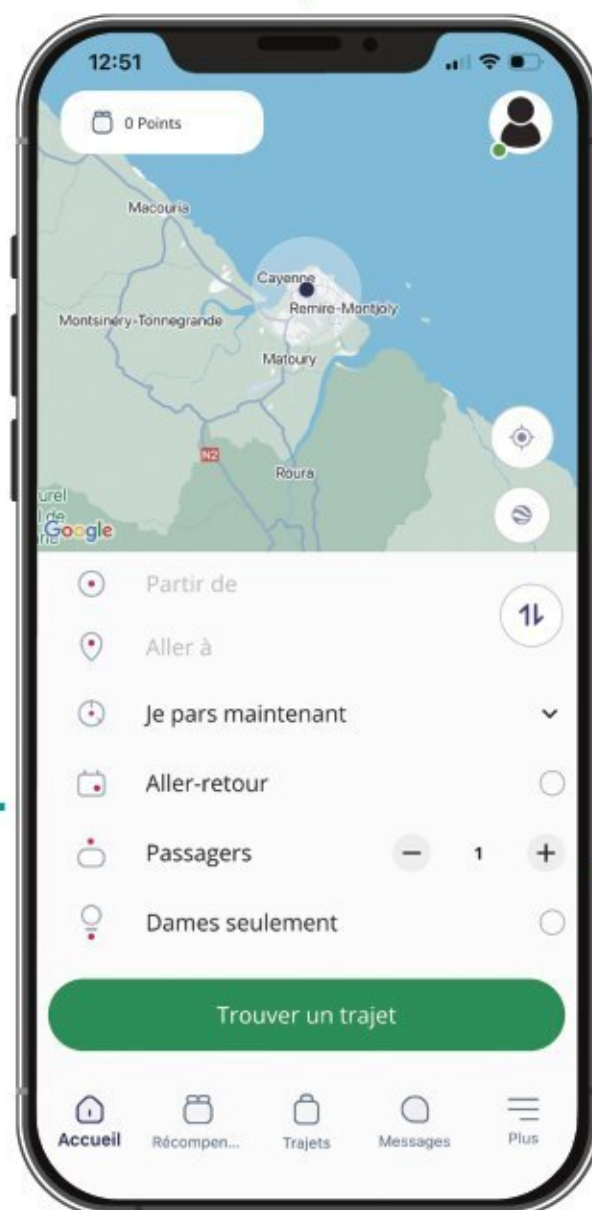 12:51
0 Points
Macouria
Cayenne
Remire-Montjoly
Montsinéry-Tonnegrande
Matoury
N2
Roura
Google
Partir de
Aller à
Je pars maintenant
Aller-retour
Passagers
1
Dames seulement
Trouver un trajet
Accueil
Récompen...
Trajets
Messages
Plus